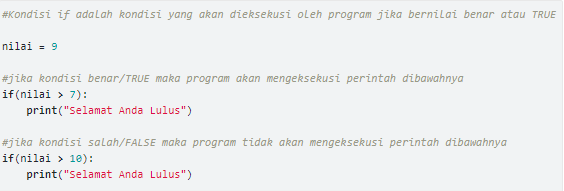 #Kondisi if adalah kondisi yang akan dieksekusi oleh program jika bernilai benar atau TRUE
nilai = 9
#jika kondisi benar/TRUE maka program akan mengeksekusi perintah dibawahnya
if(nilai > 7):
    print("Selamat Anda Lulus")
#jika kondisi salah/FALSE maka program tidak akan mengeksekusi perintah dibawahnya
if(nilai > 10):
    print("Selamat Anda Lulus")